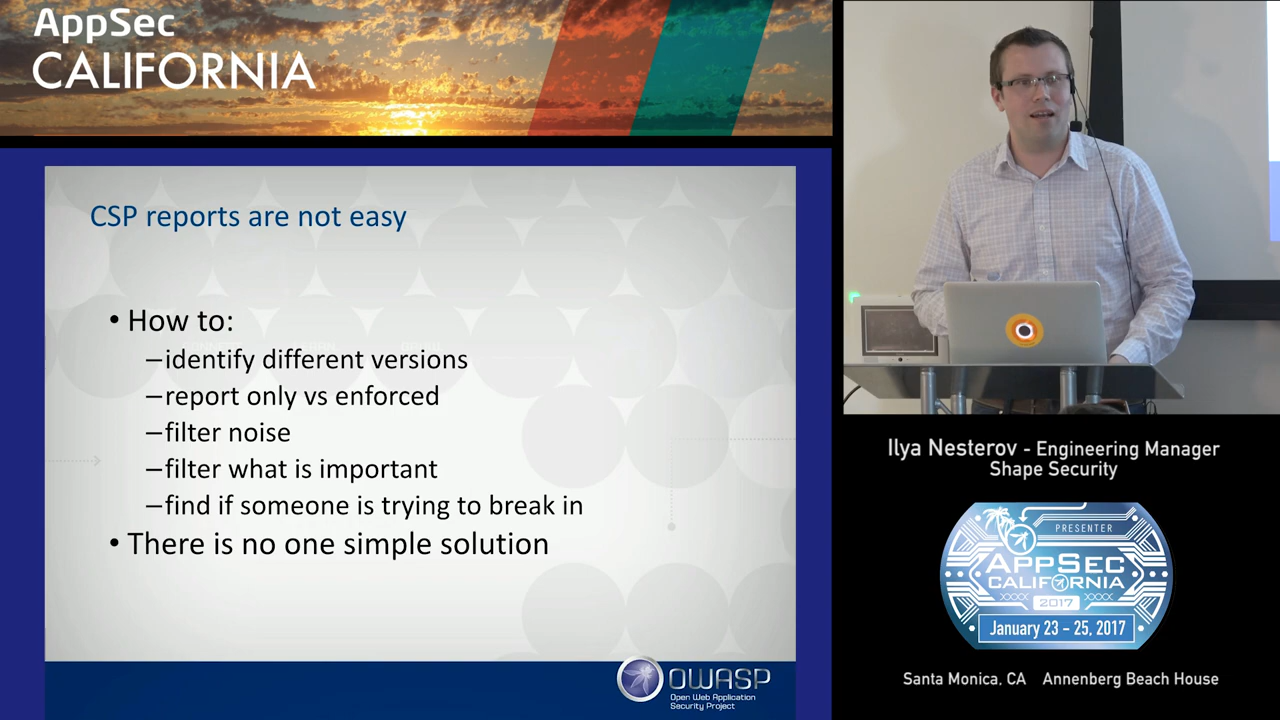 AppSec
CALIFORNIA
CSP reports are not easy
• How to:
–identify different versions
–report only vs enforced
–filter noise
–filter what is important
–find if someone is trying to break in
• There is no one simple solution
OWASP
Open Web Application
Security Project
Ilya Nesterov - Engineering Manager
Shape Security
PRESENTER
APPSEC
CALIFORNIA
2017
January 23 - 25, 2017
Santa Monica, CA Annenberg Beach House